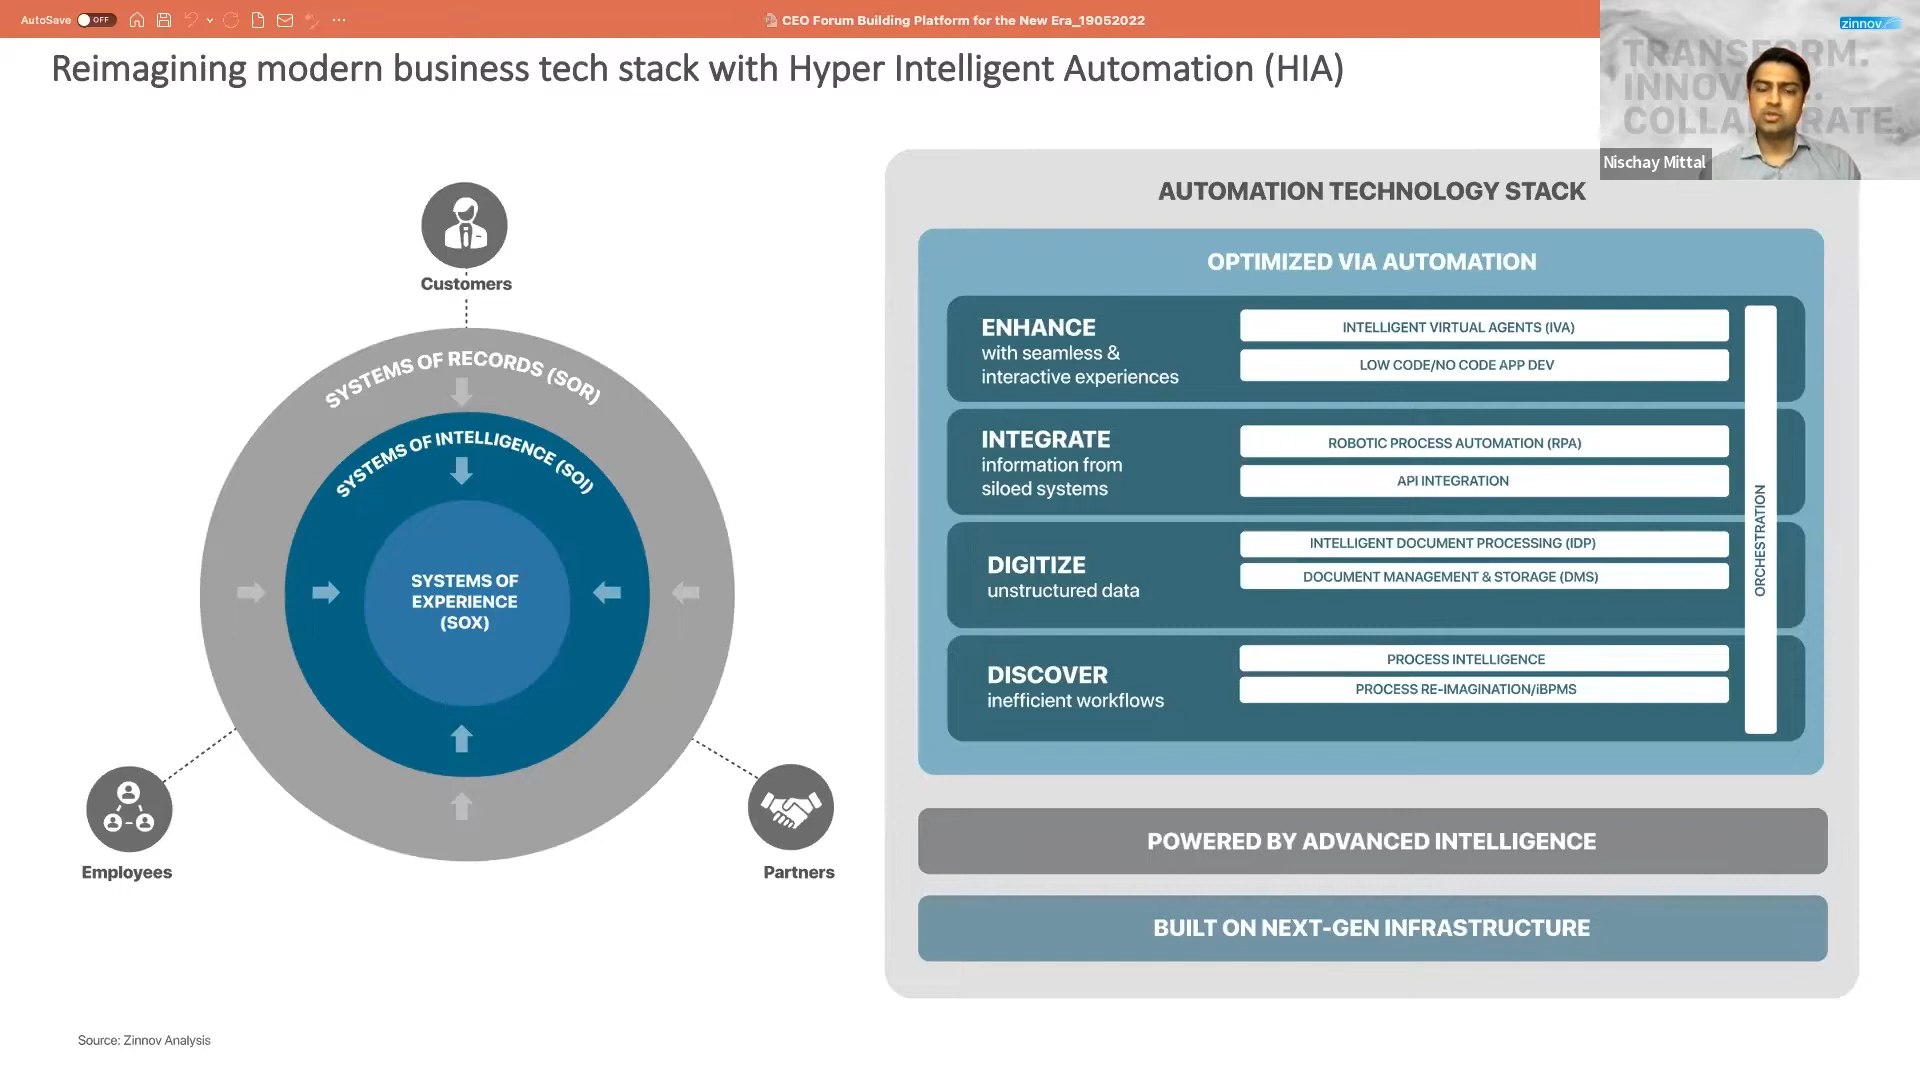 AutoSave OFF
CEO Forum Building Platform for the New Era_19052022
zinnov
Reimagining modern business tech stack with Hyper Intelligent Automation (HIA)
TRANSFORM.
Nischay Mittal
Customers
SYSTEMS OF RECORDS (SOR)
SYSTEMS OF INTELLIGENCE (SOI)
SYSTEMS OF
EXPERIENCE
(SOX)
Employees
Partners
AUTOMATION TECHNOLOGY STACK
OPTIMIZED VIA AUTOMATION
ENHANCE
with seamless &
interactive experiences
INTELLIGENT VIRTUAL AGENTS (IVA)
LOW CODE/NO CODE APP DEV
INTEGRATE
information from
siloed systems
ROBOTIC PROCESS AUTOMATION (RPA)
API INTEGRATION
DIGITIZE
unstructured data
INTELLIGENT DOCUMENT PROCESSING (IDP)
DOCUMENT MANAGEMENT & STORAGE (DMS)
DISCOVER
inefficient workflows
PROCESS INTELLIGENCE
PROCESS RE-IMAGINATION/iBPMS
ORCHESTRATION
POWERED BY ADVANCED INTELLIGENCE
BUILT ON NEXT-GEN INFRASTRUCTURE
Source: Zinnov Analysis